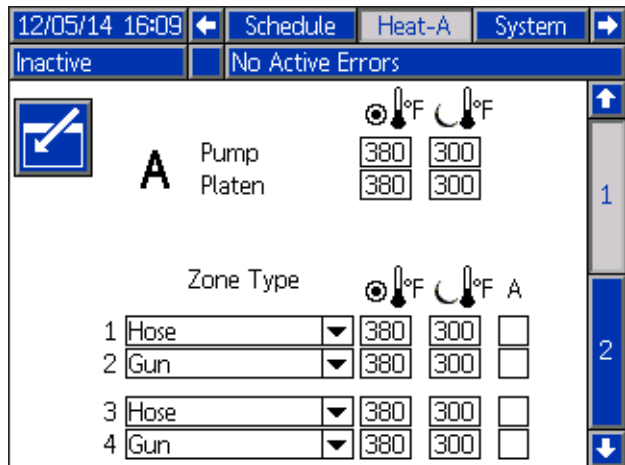 12/05/14 16:09 Schedule Heat-A System
Inactive No Active Errors
°F °F
A Pump 380 300
Platen 380 300
1
Zone Type °F °F A
1 Hose 380 300
2 Gun 380 300
2
3 Hose 380 300
4 Gun 380 300